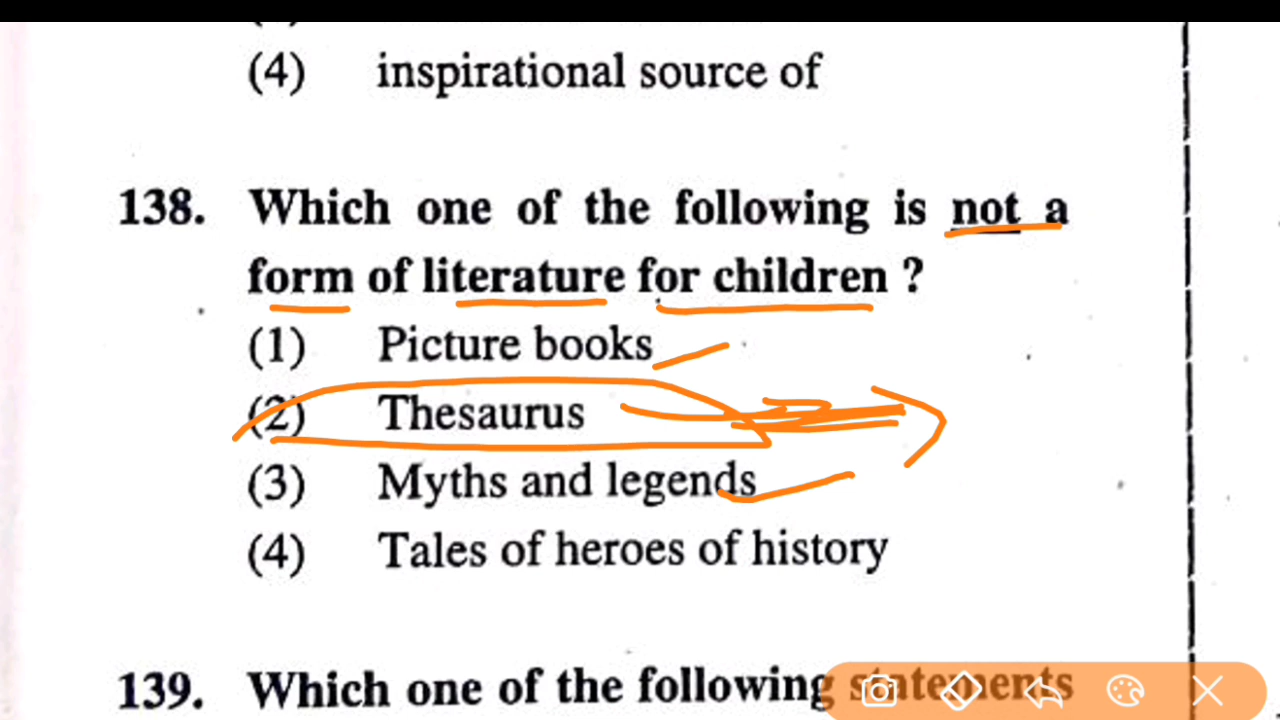 (4) inspirational source of
138. Which one of the following is not a
form of literature for children ?
(1) Picture books
(2) Thesaurus
(3) Myths and legends
(4) Tales of heroes of history
139. Which one of the following statements